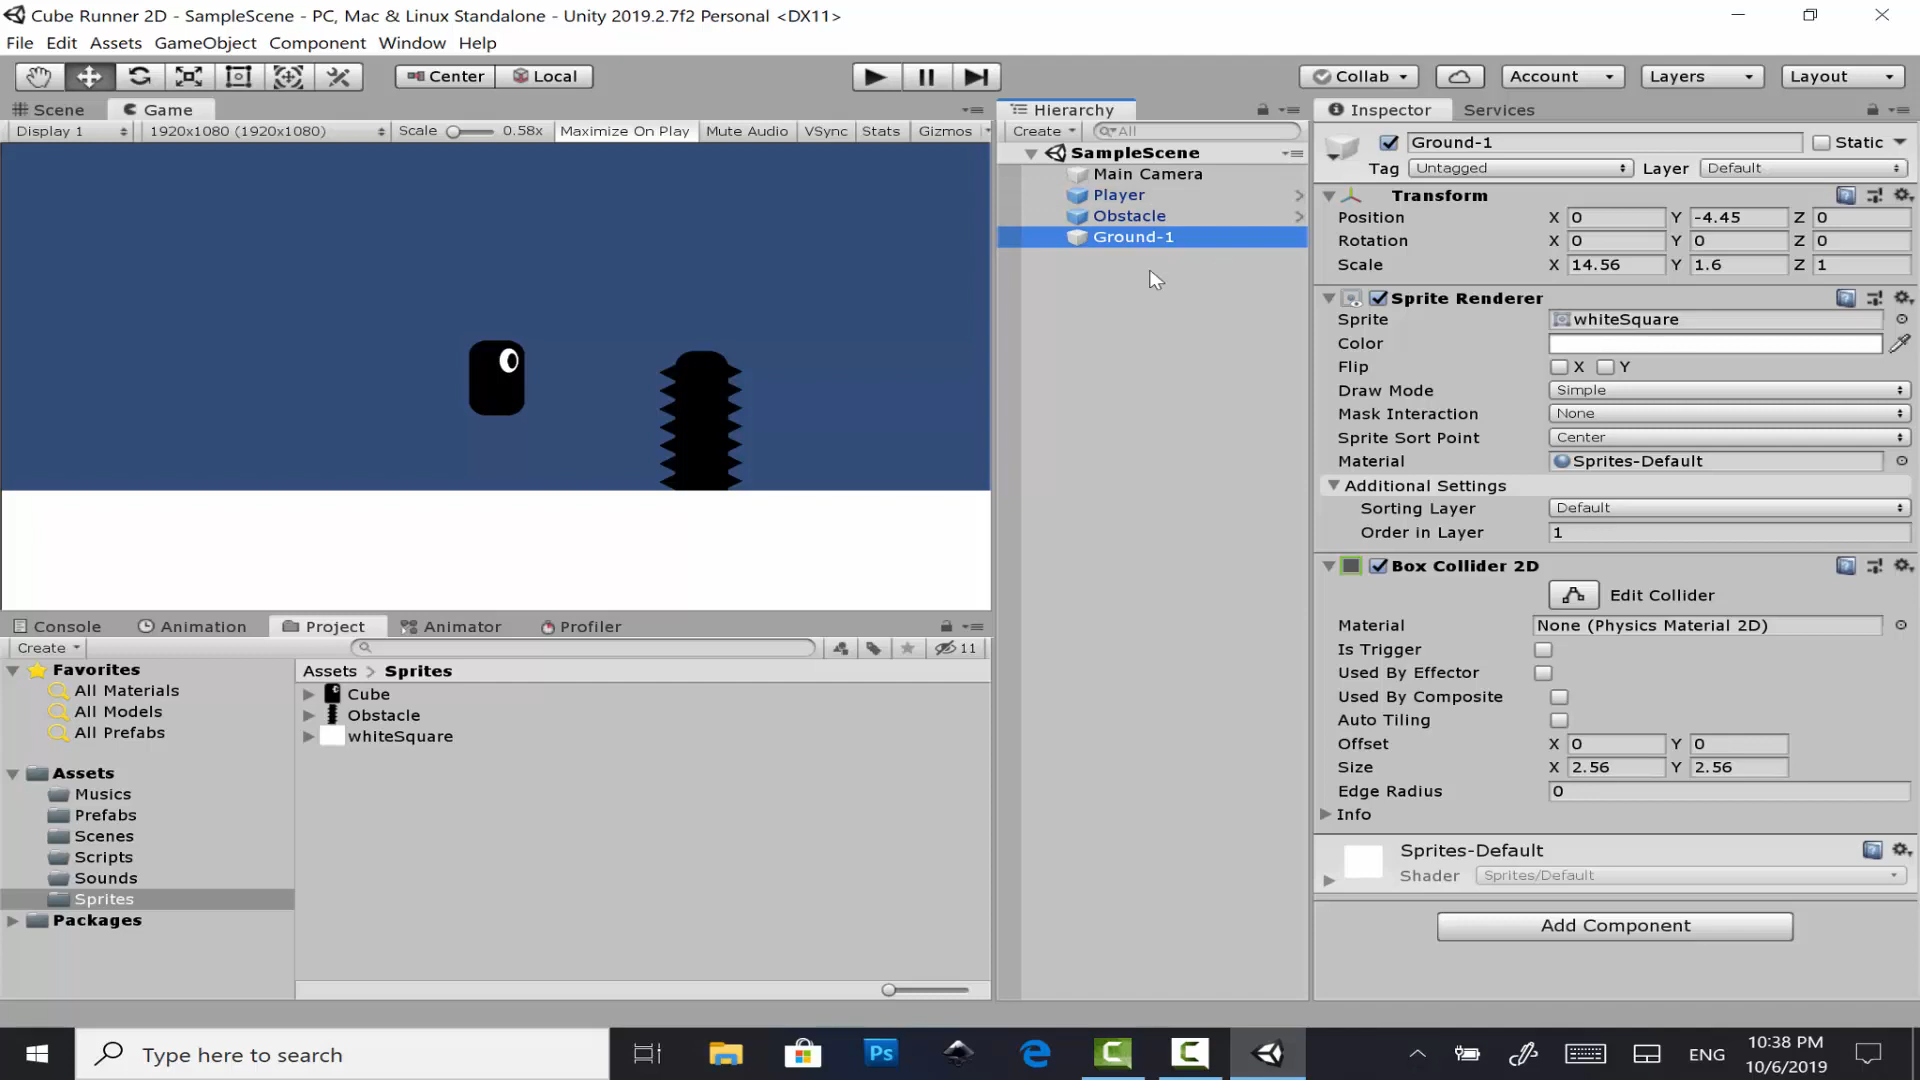 Cube Runner 2D - SampleScene - PC, Mac & Linux Standalone - Unity 2019.2.7f2 Personal <DX11>
File Edit Assets GameObject Component Window Help
Center Local Collab Account Layers Layout
Scene Game Hierarchy Inspector Services
Display 1 1920x1080 (1920x1080) Scale 0.58x Maximize On Play Mute Audio VSync Stats Gizmos Create All
SampleScene
Main Camera
Player
Obstacle
Ground-1
Ground-1 Static
Tag Untagged Layer Default
Transform
Position X 0 Y -4.45 Z 0
Rotation X 0 Y 0 Z 0
Scale X 14.56 Y 1.6 Z 1
Sprite Renderer
Sprite whiteSquare
Color
Flip X Y
Draw Mode Simple
Mask Interaction None
Sprite Sort Point Center
Material Sprites-Default
Additional Settings
Sorting Layer Default
Order in Layer 1
Box Collider 2D
Edit Collider
Material None (Physics Material 2D)
Is Trigger
Used By Effector
Used By Composite
Auto Tiling
Offset X 0 Y 0
Size X 2.56 Y 2.56
Edge Radius 0
Info
Sprites-Default
Shader Sprites/Default
Add Component
Console Animation Project Animator Profiler
Create 11
Favorites
All Materials
All Models
All Prefabs
Assets
Musics
Prefabs
Scenes
Scripts
Sounds
Sprites
Packages
Assets > Sprites
Cube
Obstacle
whiteSquare
Type here to search
Ps
ENG
10:38 PM
10/6/2019